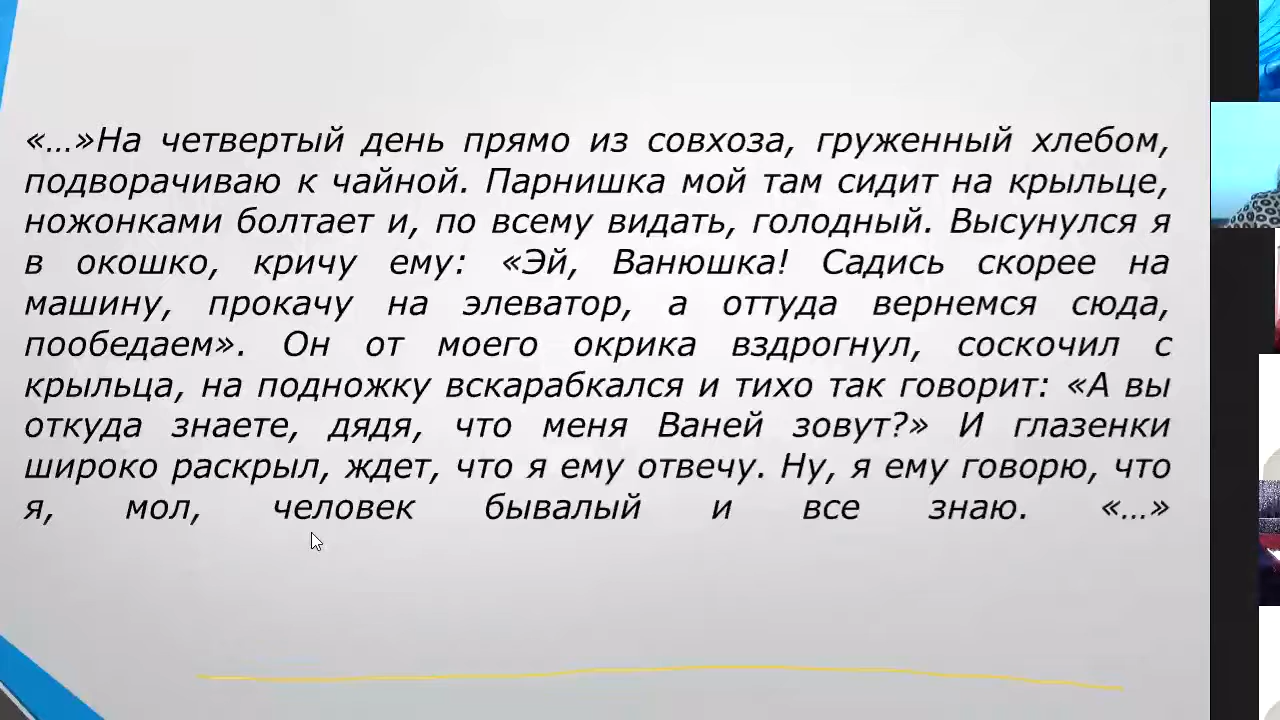 «...»На четвертый день прямо из совхоза, груженный хлебом,
подворачиваю к чайной. Парнишка мой там сидит на крыльце,
ножонками болтает и, по всему видать, голодный. Высунулся я
в окошко, кричу ему: «Эй, Ванюшка! Садись скорее на
машину, прокачу на элеватор, а оттуда вернемся сюда,
пообедаем». Он от моего окрика вздрогнул, соскочил с
крыльца, на подножку вскарабкался и тихо так говорит: «А вы
откуда знаете, дядя, что меня Ваней зовут?» И глазенки
широко раскрыл, ждет, что я ему отвечу. Ну, я ему говорю, что
я, мол, человек бывалый и все знаю. «...»